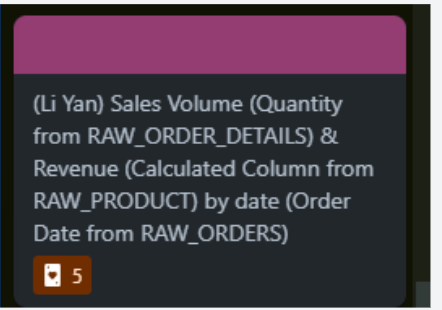 (Li Yan) Sales Volume (Quantity
from RAW_ORDER_DETAILS) &
Revenue (Calculated Column from
RAW_PRODUCT) by date (Order
Date from RAW_ORDERS)
5